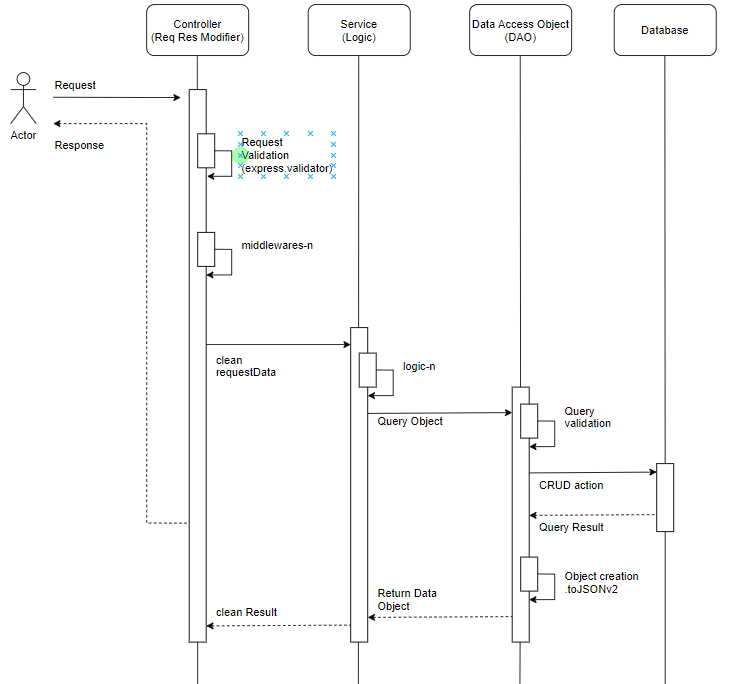 Controller
(Req Res Modifier)
Service
(Logic)
Data Access Object
(DAO)
Database
Request
Actor
Response
Request
Validation
(express.validator)
middlewares-n
clean
requestData
logic-n
Query Object
Query
validation
CRUD action
Query Result
Object creation
.toJSONv2
Return Data
Object
clean Result